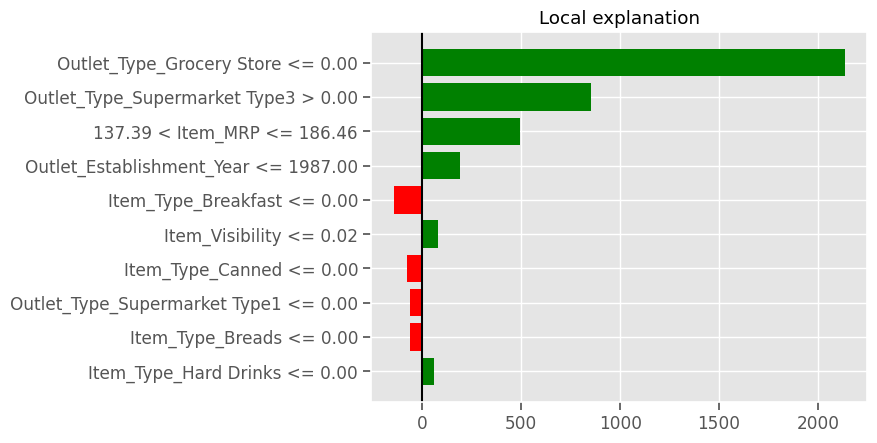 Local explanation
Outlet_Type_Grocery Store <= 0.00
Outlet_Type_Supermarket Type3 > 0.00
137.39 < Item_MRP <= 186.46
Outlet_Establishment_Year <= 1987.00
Item_Type_Breakfast <= 0.00
Item_Visibility <= 0.02
Item_Type_Canned <= 0.00
Outlet_Type_Supermarket Type1 <= 0.00
Item_Type_Breads <= 0.00
Item_Type_Hard Drinks <= 0.00
0 500 1000 1500 2000